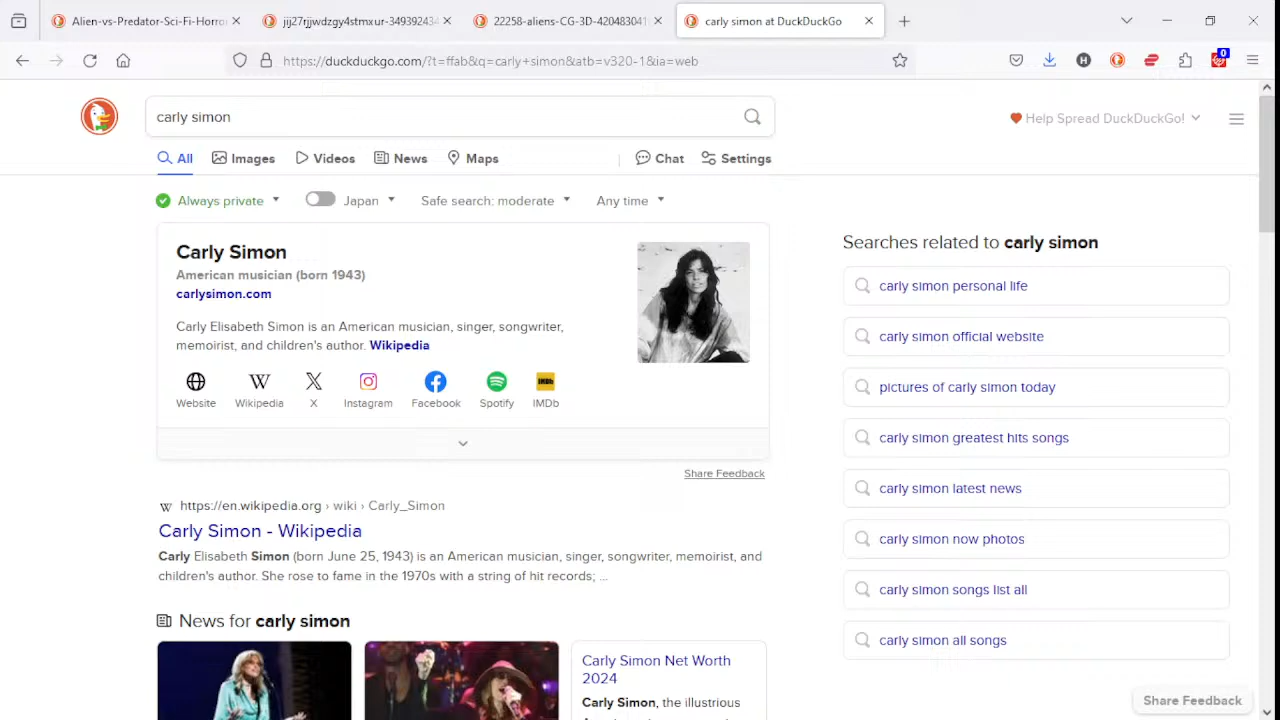 Alien-vs-Predator-Sci-Fi-Horror
jij27rjjwdzgy4stmxur-349392434
22258-aliens-CG-3D-420483041
carly simon at DuckDuckGo
https://duckduckgo.com/?t=ffab&q=carly+simon&atb=v320-1&ia=web
H
0
carly simon
Help Spread DuckDuckGo!
All Images Videos News Maps Chat Settings
Always private Japan Safe search: moderate Any time
Carly Simon
American musician (born 1943)
carlysimon.com
Carly Elisabeth Simon is an American musician, singer, songwriter,
memoirist, and children's author. Wikipedia
IMDb
Website Wikipedia X Instagram Facebook Spotify IMDb
Share Feedback
W https://en.wikipedia.org › wiki › Carly_Simon
Carly Simon - Wikipedia
Carly Elisabeth Simon (born June 25, 1943) is an American musician, singer, songwriter, memoirist, and
children's author. She rose to fame in the 1970s with a string of hit records; ...
News for carly simon
Carly Simon Net Worth
2024
Carly Simon, the illustrious
Searches related to carly simon
carly simon personal life
carly simon official website
pictures of carly simon today
carly simon greatest hits songs
carly simon latest news
carly simon now photos
carly simon songs list all
carly simon all songs
Share Feedback